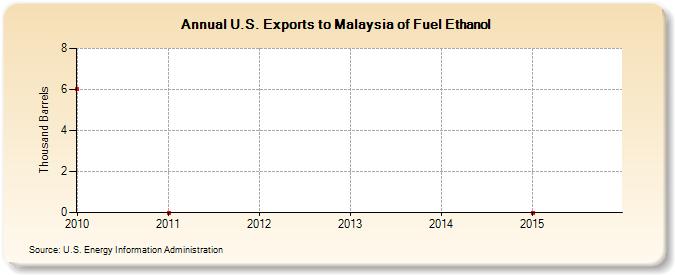 Annual U.S. Exports to Malaysia of Fuel Ethanol
Thousand Barrels
8
6
4
2
0
2010 2011 2012 2013 2014 2015
Source: U.S. Energy Information Administration